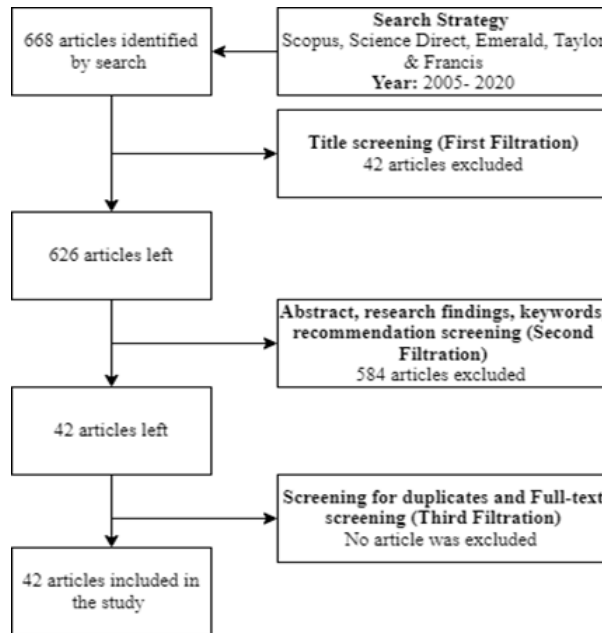 668 articles identified
by search
Search Strategy
Scopus, Science Direct, Emerald, Taylor
& Francis
Year: 2005- 2020
Title screening (First Filtration)
42 articles excluded
626 articles left
Abstract, research findings, keywords
recommendation screening (Second
Filtration)
584 articles excluded
42 articles left
Screening for duplicates and Full-text
screening (Third Filtration)
No article was excluded
42 articles included in
the study